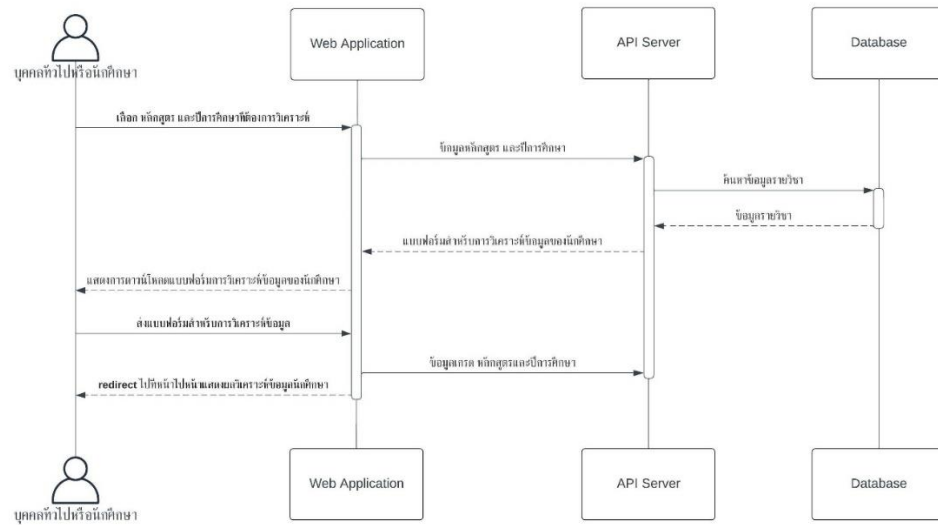 Web Application
API Server
Database
บุคคลทั่วไปหรือนักศึกษา
เลือก หลักสูตร และปีการศึกษาที่ต้องการวิเคราะห์
ข้อมูลหลักสูตร และปีการศึกษา
ค้นหาข้อมูลรายวิชา
ข้อมูลรายวิชา
แบบฟอร์มสำหรับการวิเคราะห์ข้อมูลของนักศึกษา
แสดงการดาวน์โหลดแบบฟอร์มการวิเคราะห์ข้อมูลของนักศึกษา
ส่งแบบฟอร์มสำหรับการวิเคราะห์ข้อมูล
ข้อมูลเกรด หลักสูตรและปีการศึกษา
redirect ไปที่หน้าไปหน้าแสดงผลวิเคราะห์ข้อมูลนักศึกษา
Web Application
API Server
Database
บุคคลทั่วไปหรือนักศึกษา